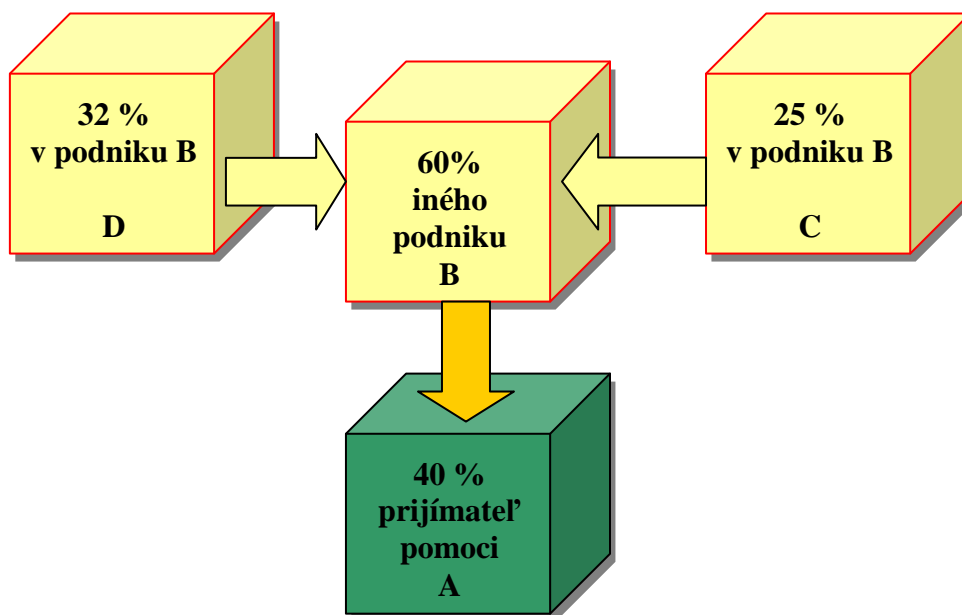 32 %
v podniku B
D
60%
iného
podniku
B
25 %
v podniku B
C
40 %
prijímateľ
pomoci
A